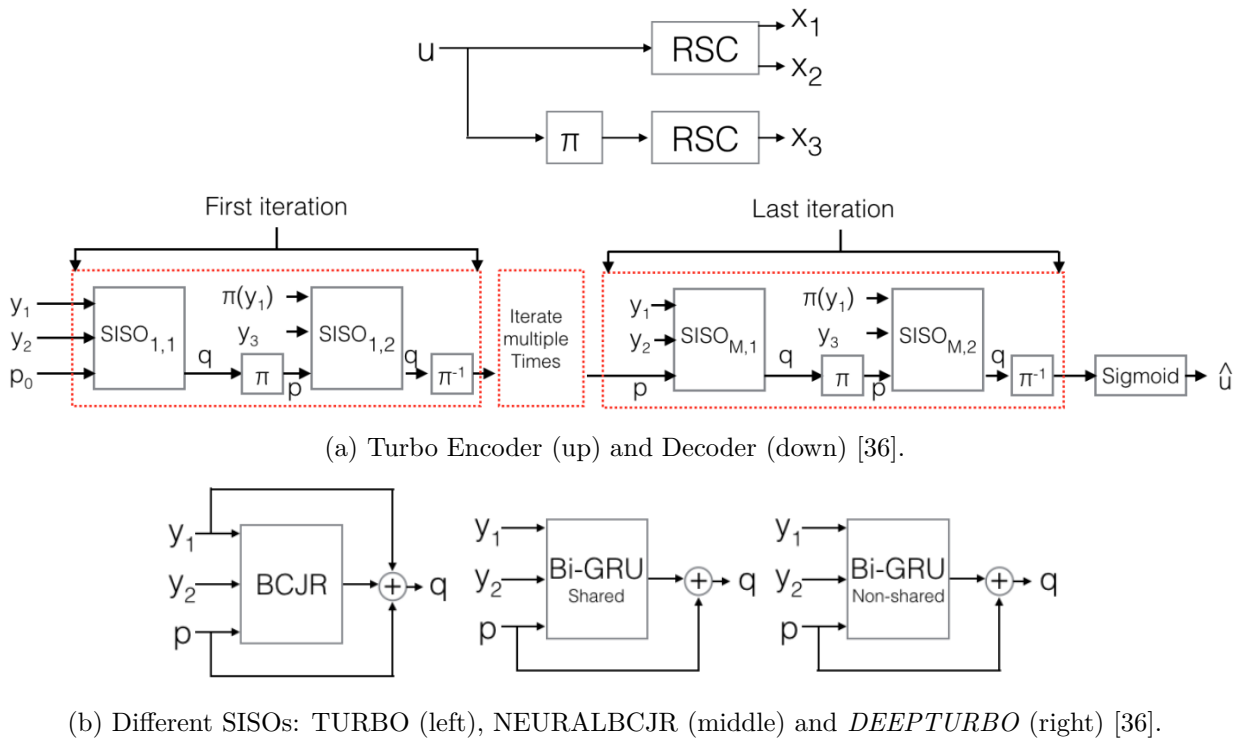 u
RSC
x₁
x₂
π
RSC
x₃
First iteration
Last iteration
y₁
y₂
p₀
SISO₁,₁
q
π
p
π(y₁)
y₃
SISO₁,₂
q
π⁻¹
Iterate
multiple
Times
y₁
y₂
p
SISO_M,1
q
π
p
π(y₁)
y₃
SISO_M,2
q
π⁻¹
Sigmoid
û
(a) Turbo Encoder (up) and Decoder (down) [36].
y₁
y₂
p
BCJR
+
q
y₁
y₂
p
Bi-GRU
Shared
+
q
y₁
y₂
p
Bi-GRU
Non-shared
+
q
(b) Different SISOs: TURBO (left), NEURALBCJR (middle) and DEEPTURBO (right) [36].